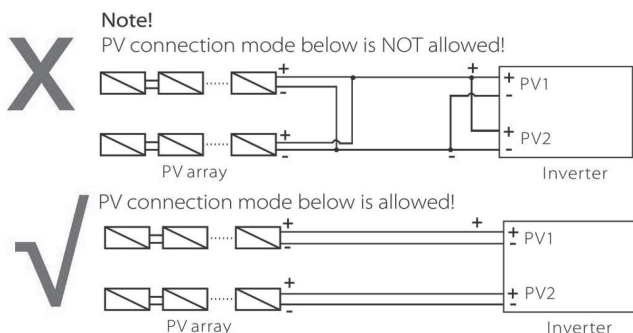 Note!
PV connection mode below is NOT allowed!
X
+ + + PV1
- -
+ + PV2
- - -
PV array
Inverter
PV connection mode below is allowed!
√
+ + + PV1
- -
+ + PV2
- -
PV array
Inverter